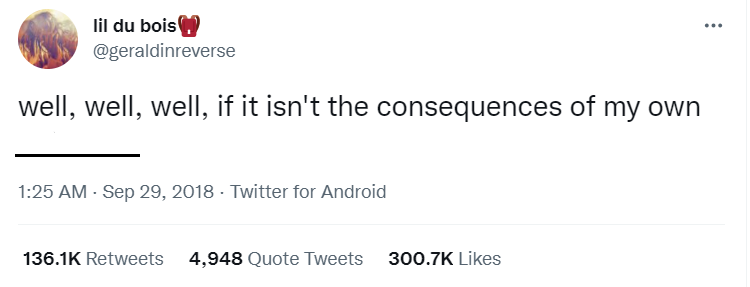 lil du bois
@geraldinreverse
well, well, well, if it isn't the consequences of my own
1:25 AM · Sep 29, 2018 · Twitter for Android
136.1K Retweets 4,948 Quote Tweets 300.7K Likes